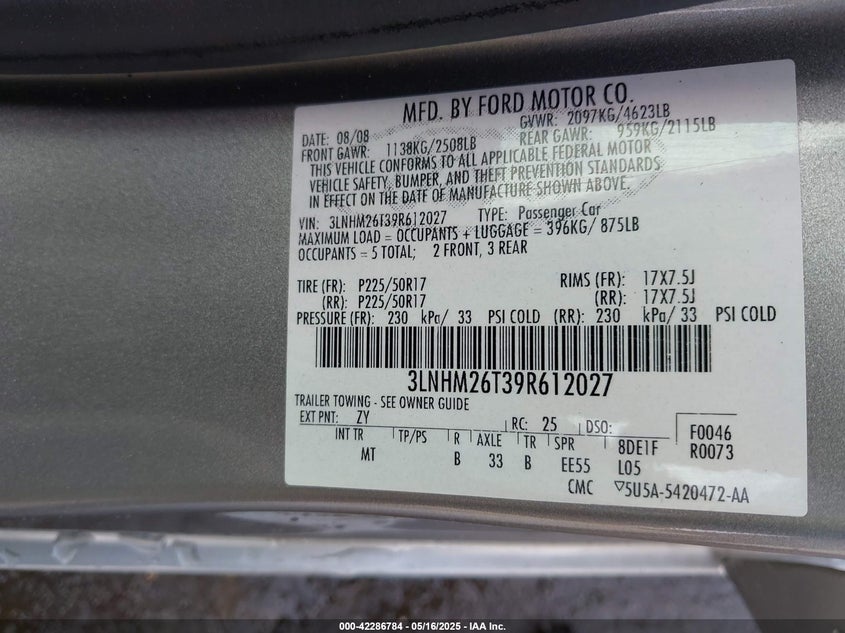 MFD. BY FORD MOTOR CO.
DATE: 08/08 GVWR: 2097KG/4623LB
FRONT GAWR: 1138KG/2508LB REAR GAWR: 959KG/2115LB
THIS VEHICLE CONFORMS TO ALL APPLICABLE FEDERAL MOTOR
VEHICLE SAFETY, BUMPER, AND THEFT PREVENTION STANDARDS
IN EFFECT ON THE DATE OF MANUFACTURE SHOWN ABOVE.
VIN: 3LNHM26T39R612027 TYPE: Passenger Car
MAXIMUM LOAD = OCCUPANTS + LUGGAGE = 396KG/ 875LB
OCCUPANTS = 5 TOTAL; 2 FRONT, 3 REAR
TIRE (FR): P225/50R17 RIMS (FR): 17X7.5J
(RR): P225/50R17 (RR): 17X7.5J
PRESSURE (FR): 230 kPa/ 33 PSI COLD (RR): 230 kPa/ 33 PSI COLD
3LNHM26T39R612027
TRAILER TOWING - SEE OWNER GUIDE
EXT PNT: ZY RC: 25 DSO: F0046
INT TR TP/PS R AXLE TR SPR 8DE1F R0073
MT B 33 B EE55 L05
CMC ▽5U5A-5420472-AA
000-42286784 - 05/16/2025 - IAA Inc.